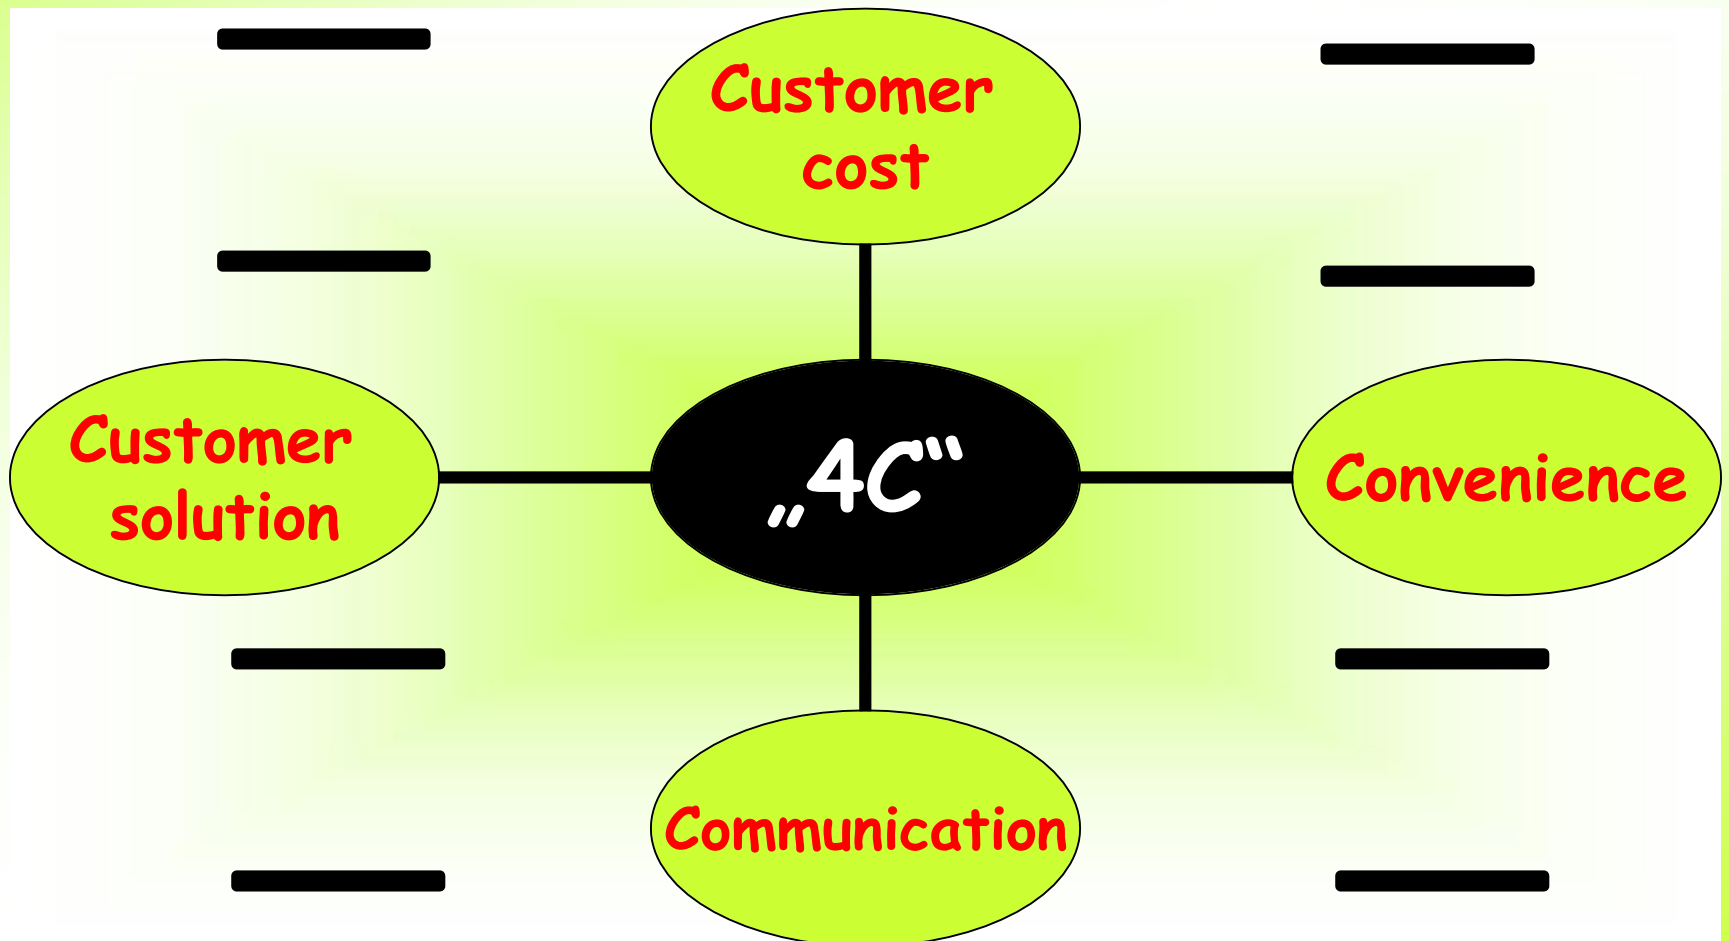 Customer
cost
Customer
solution
„4C“
Convenience
Communication